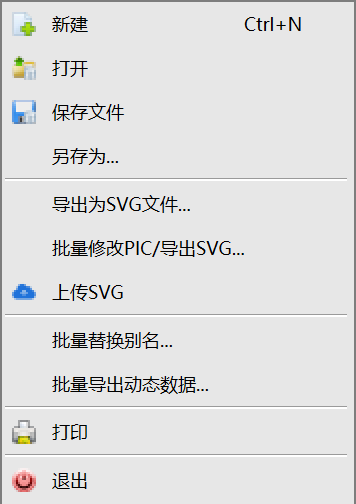 新建 Ctrl+N
打开
保存文件
另存为...
导出为SVG文件...
批量修改PIC/导出SVG...
上传SVG
批量替换别名...
批量导出动态数据...
打印
退出